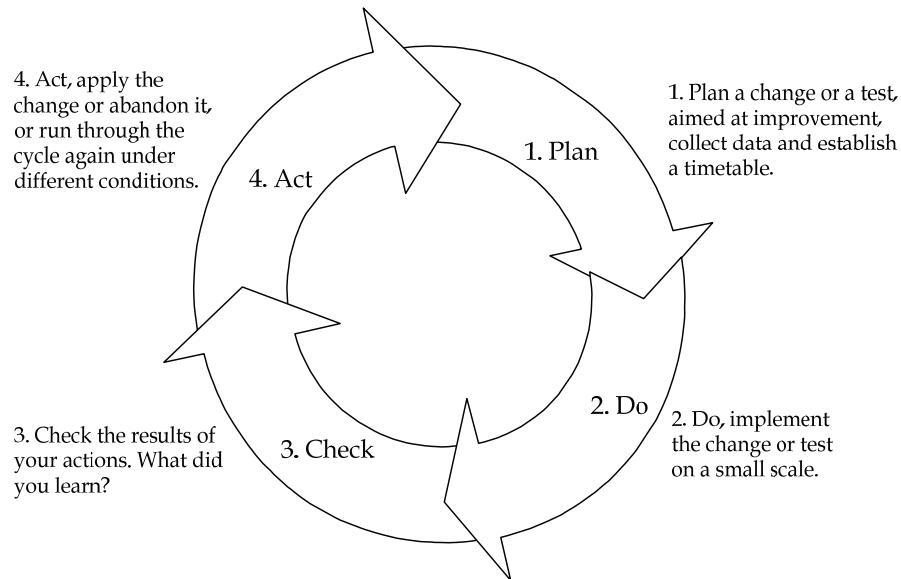 4. Act, apply the
change or abandon it,
or run through the
cycle again under
different conditions.
1. Plan a change or a test,
aimed at improvement,
collect data and establish
a timetable.
1. Plan
4. Act
2. Do
3. Check
2. Do, implement
the change or test
on a small scale.
3. Check the results of
your actions. What did
you learn?